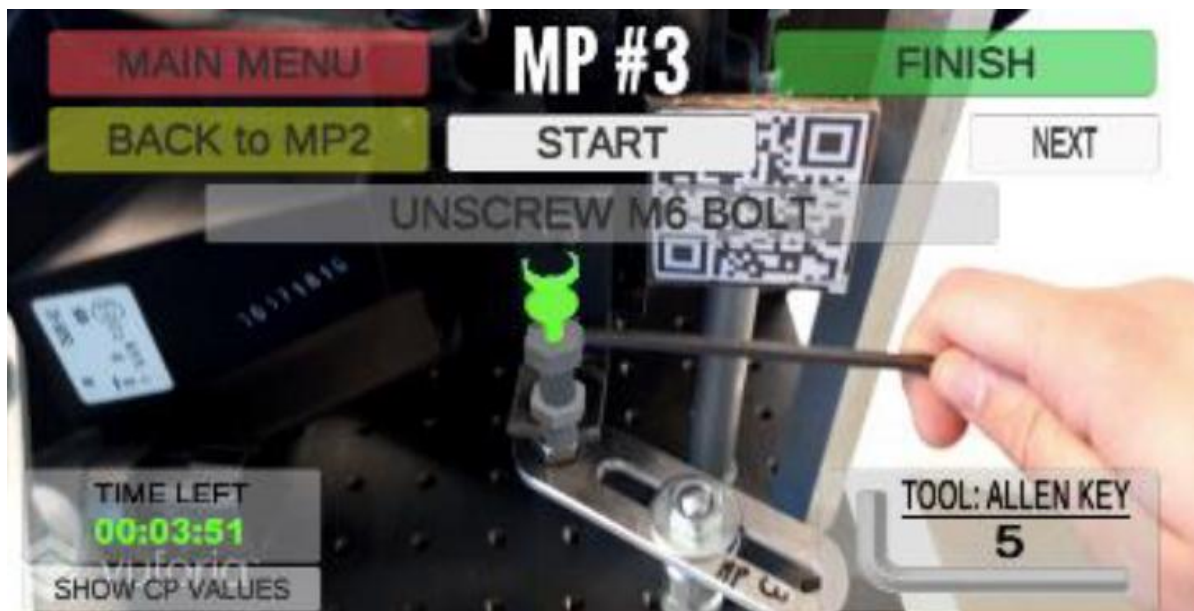 MAIN MENU
MP #3
FINISH
BACK to MP2
START
NEXT
UNSCREW M6 BOLT
TIME LEFT
00:03:51
SHOW CP VALUES
TOOL: ALLEN KEY
5